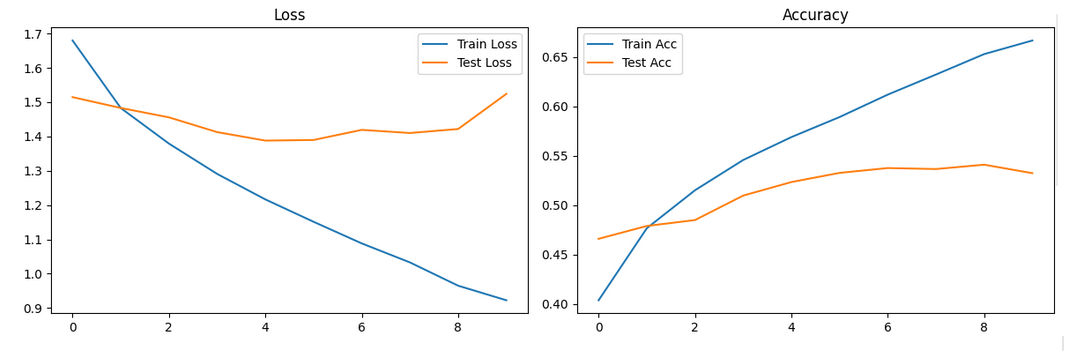 Loss
1.7
1.6
1.5
1.4
1.3
1.2
1.1
1.0
0.9
0 2 4 6 8
Train Loss
Test Loss
Accuracy
0.65
0.60
0.55
0.50
0.45
0.40
0 2 4 6 8
Train Acc
Test Acc